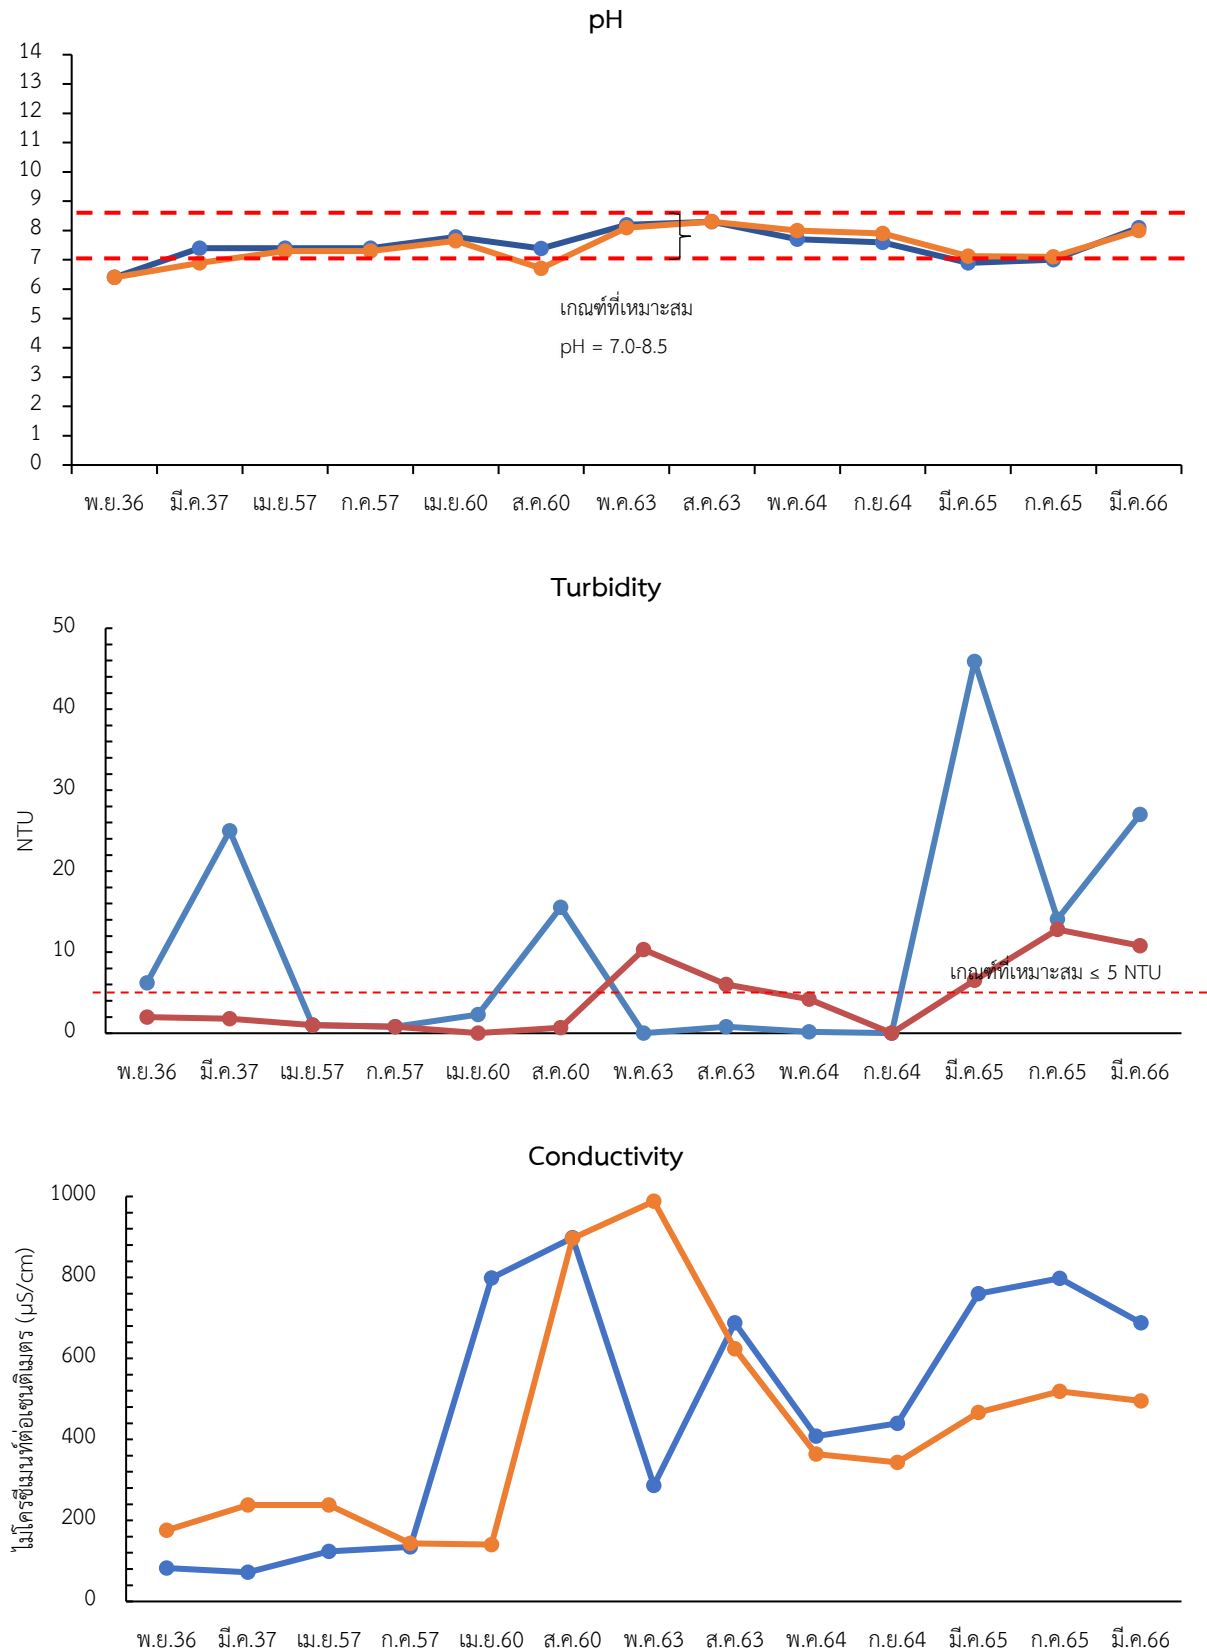 pH
14
13
12
11
10
9
8
7
6
5
4
3
2
1
0
เกณฑ์ที่เหมาะสม
pH = 7.0-8.5
พ.ย.36 มี.ค.37 เม.ย.57 ก.ค.57 เม.ย.60 ส.ค.60 พ.ค.63 ส.ค.63 พ.ค.64 ก.ย.64 มี.ค.65 ก.ค.65 มี.ค.66
Turbidity
50
40
30
20
10
0
NTU
เกณฑ์ที่เหมาะสม ≤ 5 NTU
พ.ย.36 มี.ค.37 เม.ย.57 ก.ค.57 เม.ย.60 ส.ค.60 พ.ค.63 ส.ค.63 พ.ค.64 ก.ย.64 มี.ค.65 ก.ค.65 มี.ค.66
Conductivity
1000
800
600
400
200
0
ไมโครซีเมนท์ต่อเซนติเมตร (µS/cm)
พ.ย.36 มี.ค.37 เม.ย.57 ก.ค.57 เม.ย.60 ส.ค.60 พ.ค.63 ส.ค.63 พ.ค.64 ก.ย.64 มี.ค.65 ก.ค.65 มี.ค.66